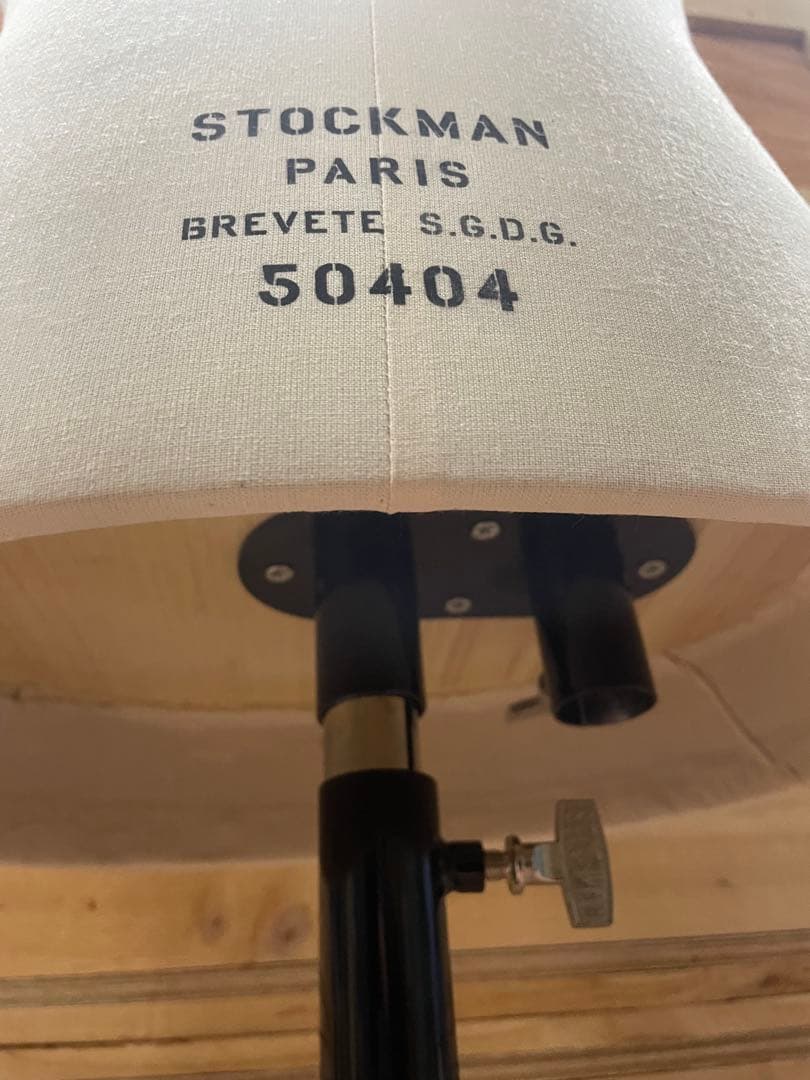 STOCKMAN
PARIS
BREVETE S.G.D.G.
50404